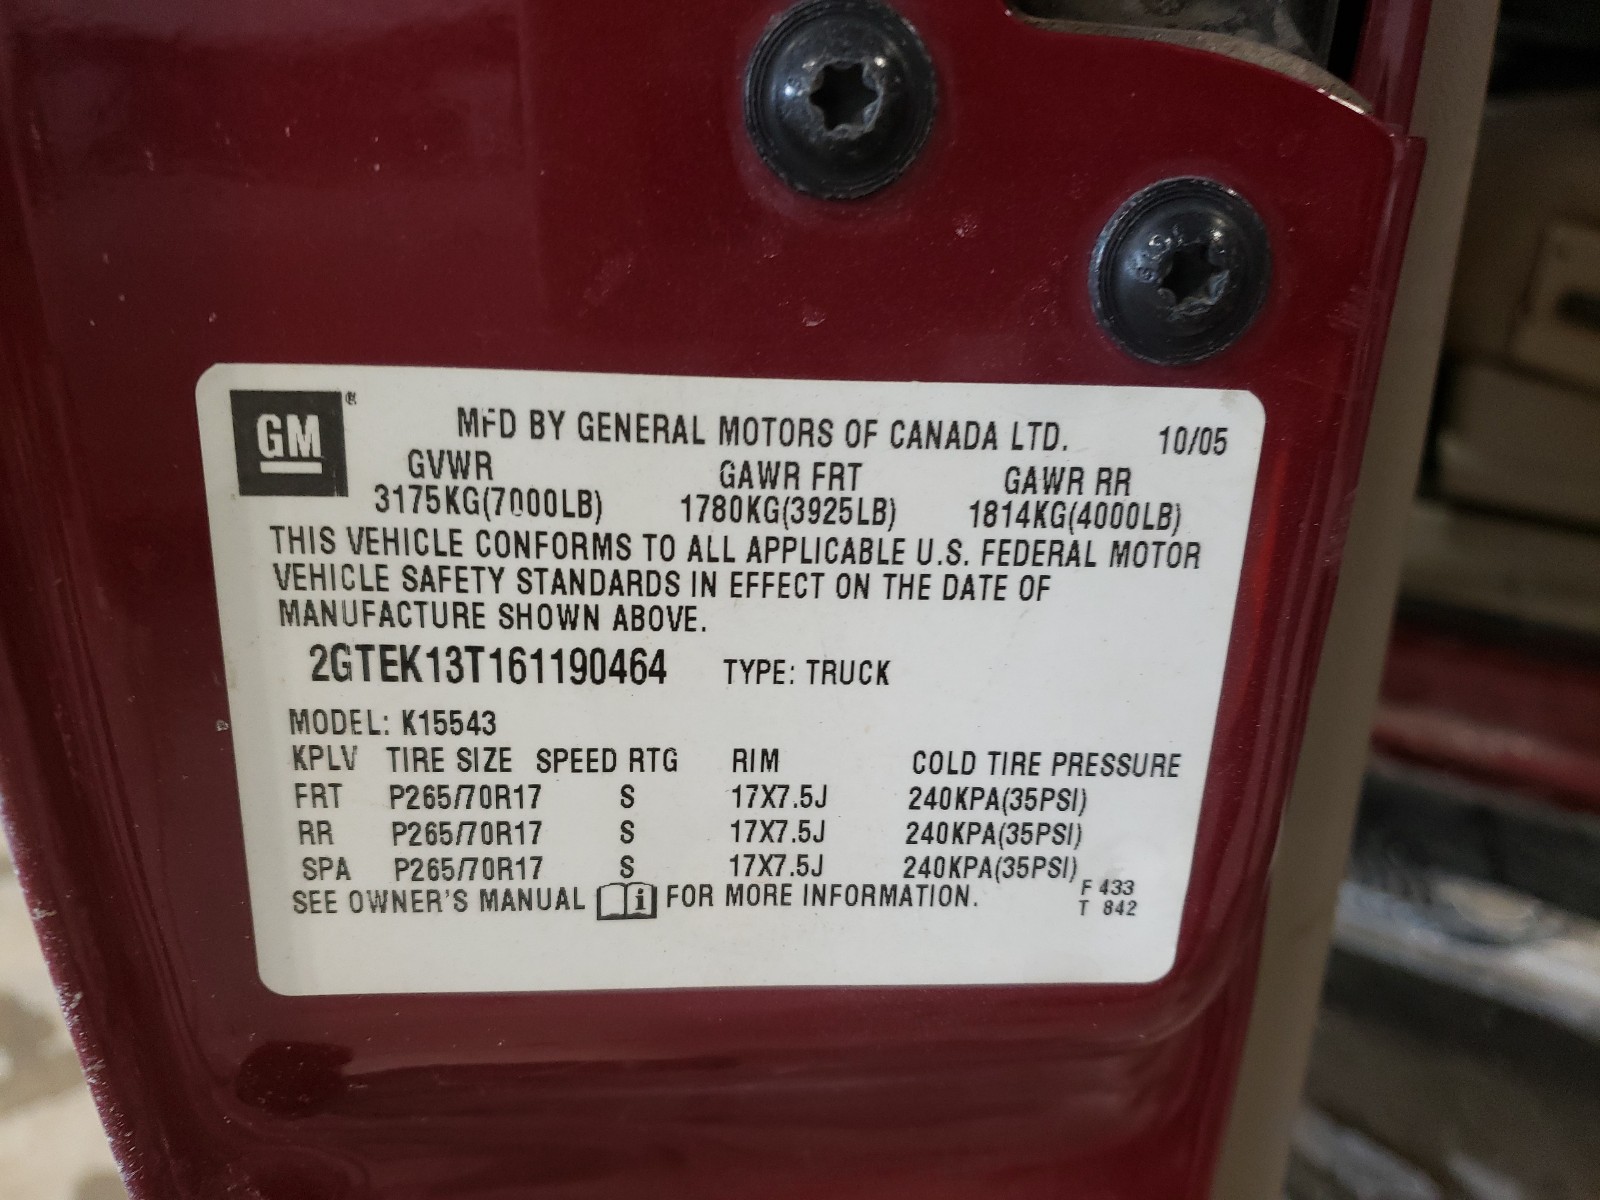 GM ®
MFD BY GENERAL MOTORS OF CANADA LTD. 10/05
GVWR GAWR FRT GAWR RR
3175KG(7000LB) 1780KG(3925LB) 1814KG(4000LB)
THIS VEHICLE CONFORMS TO ALL APPLICABLE U.S. FEDERAL MOTOR
VEHICLE SAFETY STANDARDS IN EFFECT ON THE DATE OF
MANUFACTURE SHOWN ABOVE.
2GTEK13T161190464 TYPE: TRUCK
MODEL: K15543
KPLV TIRE SIZE SPEED RTG RIM COLD TIRE PRESSURE
FRT P265/70R17 S 17X7.5J 240KPA(35PSI)
RR P265/70R17 S 17X7.5J 240KPA(35PSI)
SPA P265/70R17 S 17X7.5J 240KPA(35PSI)
SEE OWNER'S MANUAL i FOR MORE INFORMATION.
F 433
T 842